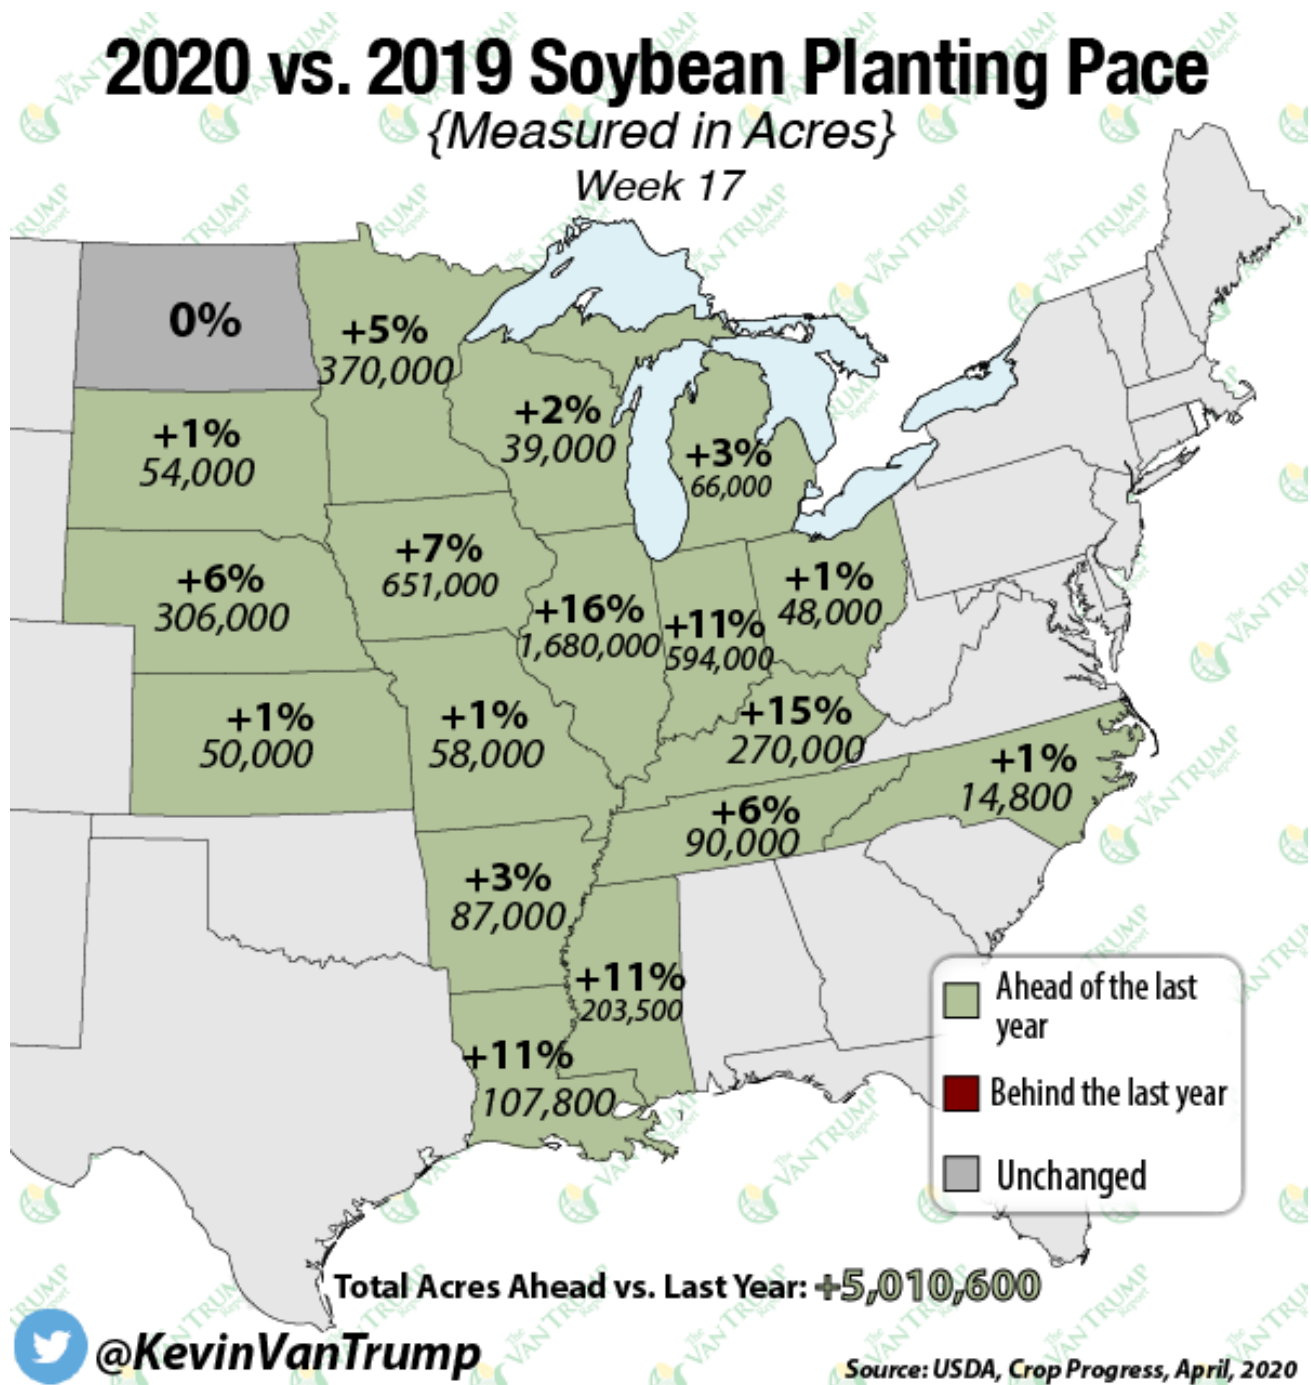 2020 vs. 2019 Soybean Planting Pace
{Measured in Acres}
Week 17
0%
+5%
370,000
+1%
54,000
+2%
39,000
+3%
66,000
+6%
306,000
+7%
651,000
+16%
1,680,000
+11%
594,000
+1%
48,000
+1%
50,000
+1%
58,000
+15%
270,000
+1%
14,800
+6%
90,000
+3%
87,000
+11%
203,500
+11%
107,800
Ahead of the last
year
Behind the last year
Unchanged
Total Acres Ahead vs. Last Year: +5,010,600
@KevinVanTrump
Source: USDA, Crop Progress, April, 2020
The
VAN TRUMP
Report